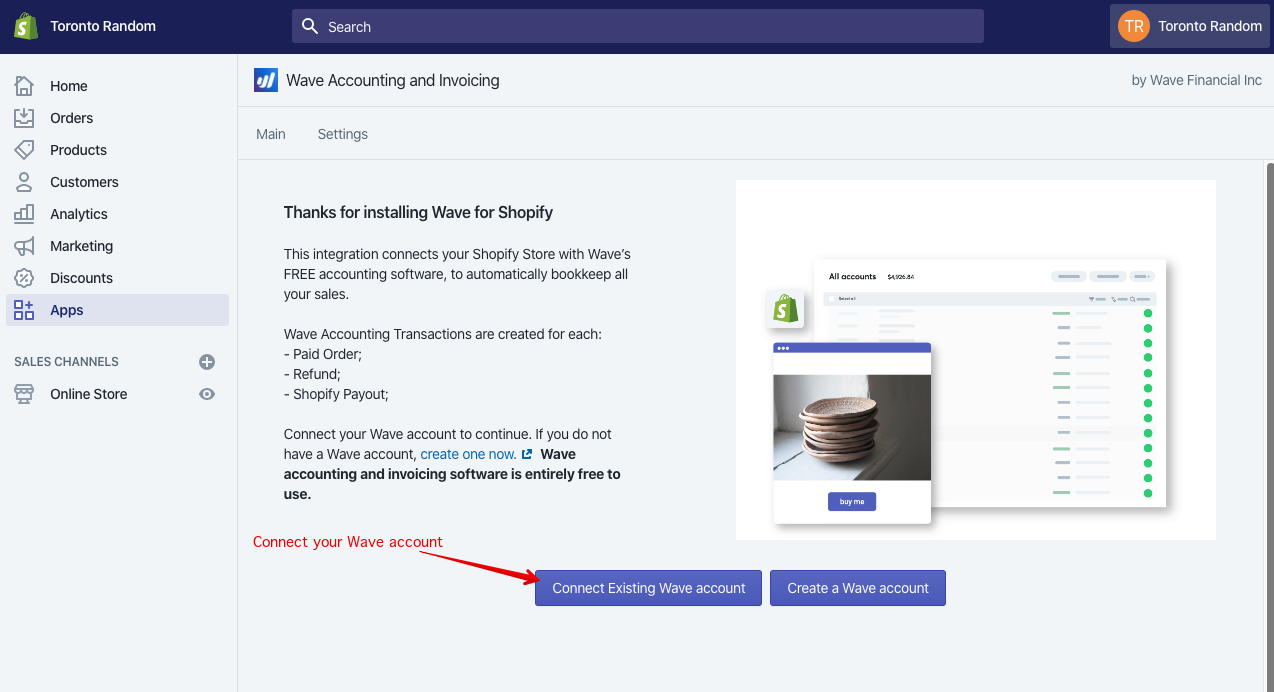 Toronto Random
Search
TR Toronto Random
Home
Orders
Products
Customers
Analytics
Marketing
Discounts
Apps
SALES CHANNELS
Online Store
Wave Accounting and Invoicing
by Wave Financial Inc
Main Settings
Thanks for installing Wave for Shopify
This integration connects your Shopify Store with Wave’s
FREE accounting software, to automatically bookkeep all
your sales.
Wave Accounting Transactions are created for each:
- Paid Order;
- Refund;
- Shopify Payout;
Connect your Wave account to continue. If you do not
have a Wave account, create one now. Wave
accounting and invoicing software is entirely free to
use.
All accounts $4,926.84
Select all
buy me
Connect your Wave account
Connect Existing Wave account
Create a Wave account